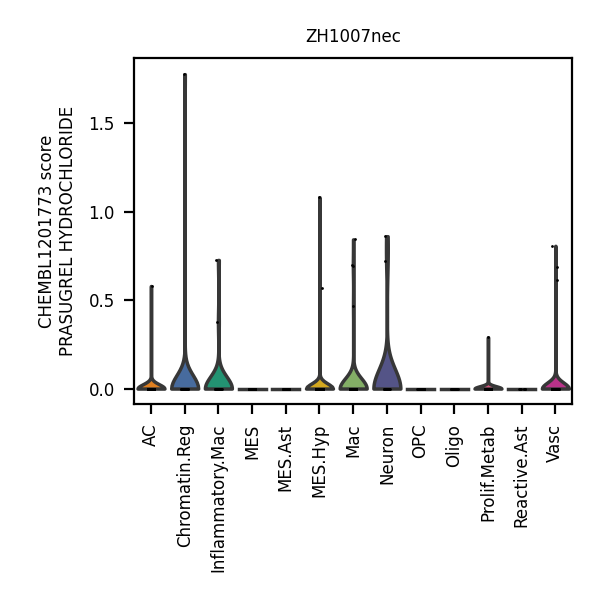 ZH1007nec
CHEMBL1201773 score
PRASUGREL HYDROCHLORIDE
1.5
1.0
0.5
0.0
AC
Chromatin.Reg
Inflammatory.Mac
MES
MES.Ast
MES.Hyp
Mac
Neuron
OPC
Oligo
Prolif.Metab
Reactive.Ast
Vasc